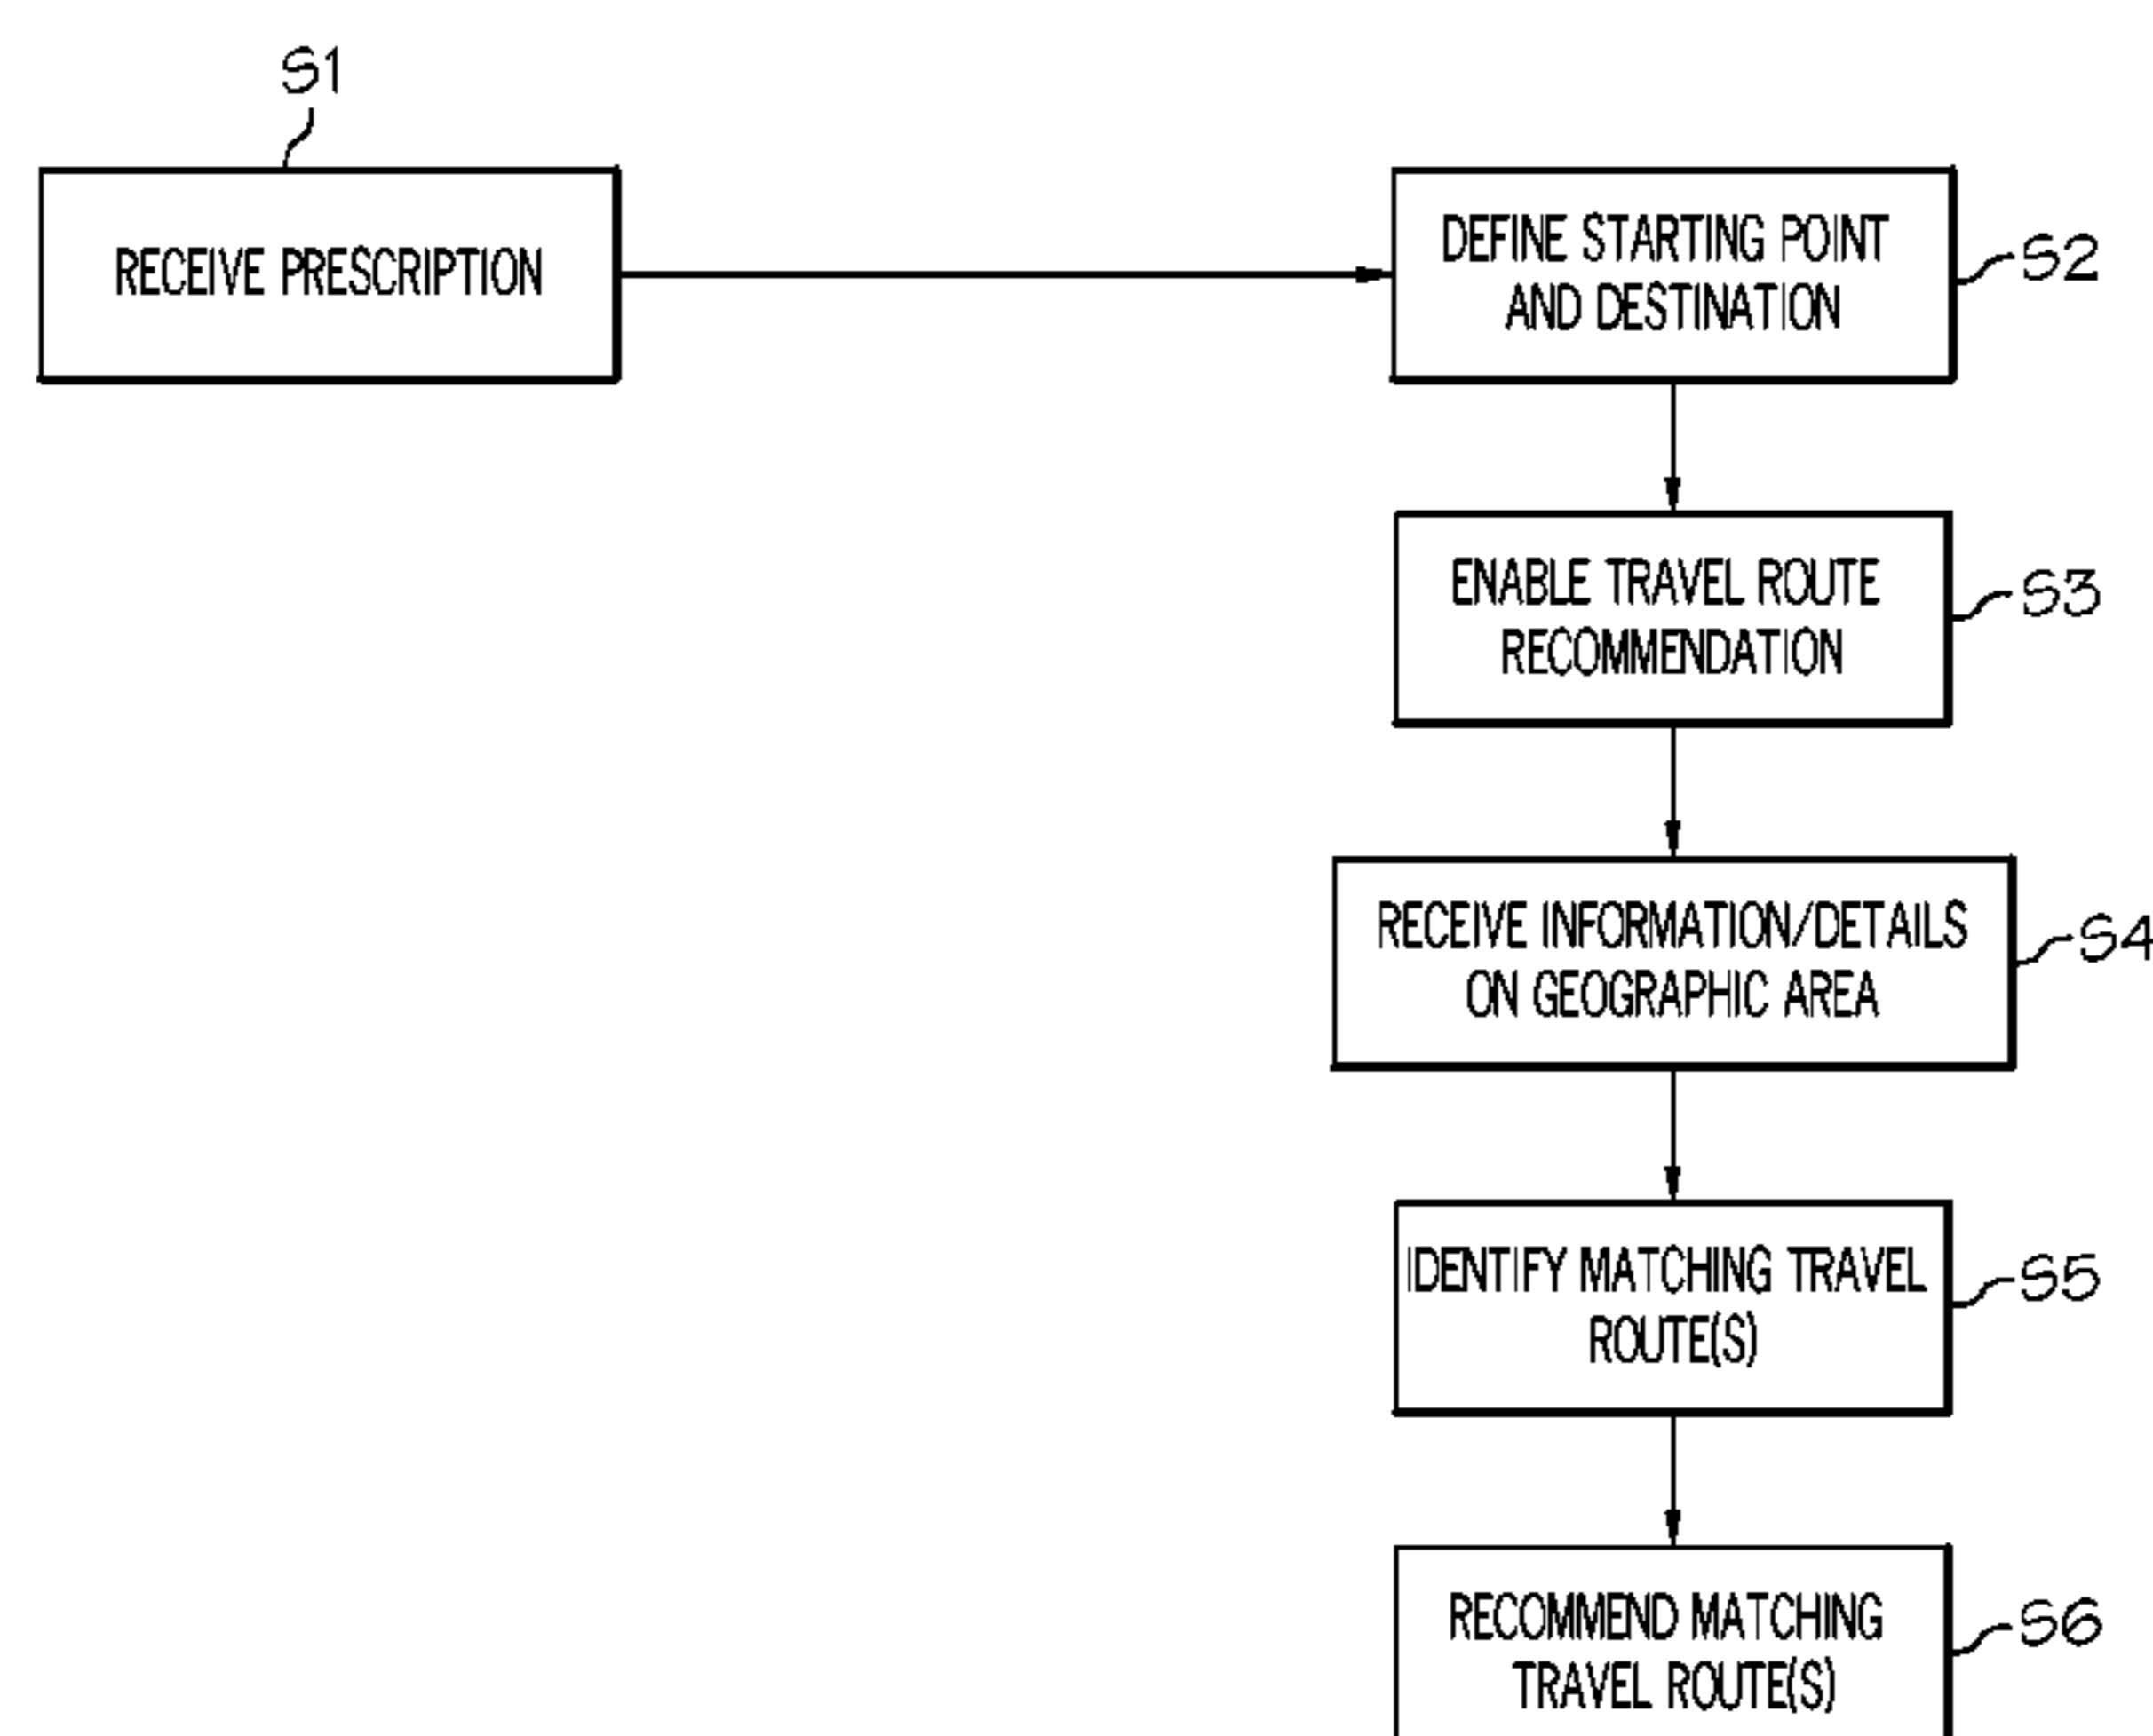 S1
RECEIVE PRESCRIPTION
DEFINE STARTING POINT
AND DESTINATION
S2
ENABLE TRAVEL ROUTE
RECOMMENDATION
S3
RECEIVE INFORMATION/DETAILS
ON GEOGRAPHIC AREA
S4
IDENTIFY MATCHING TRAVEL
ROUTE(S)
S5
RECOMMEND MATCHING
TRAVEL ROUTE(S)
S6